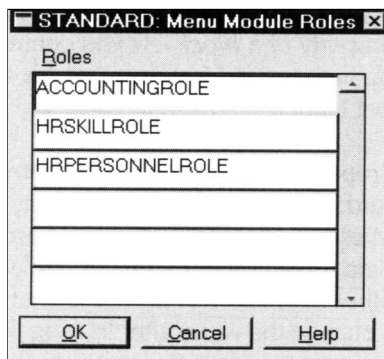 STANDARD: Menu Module Roles
Roles
ACCOUNTINGROLE
HRSKILLROLE
HRPERSONNELROLE
OK Cancel Help